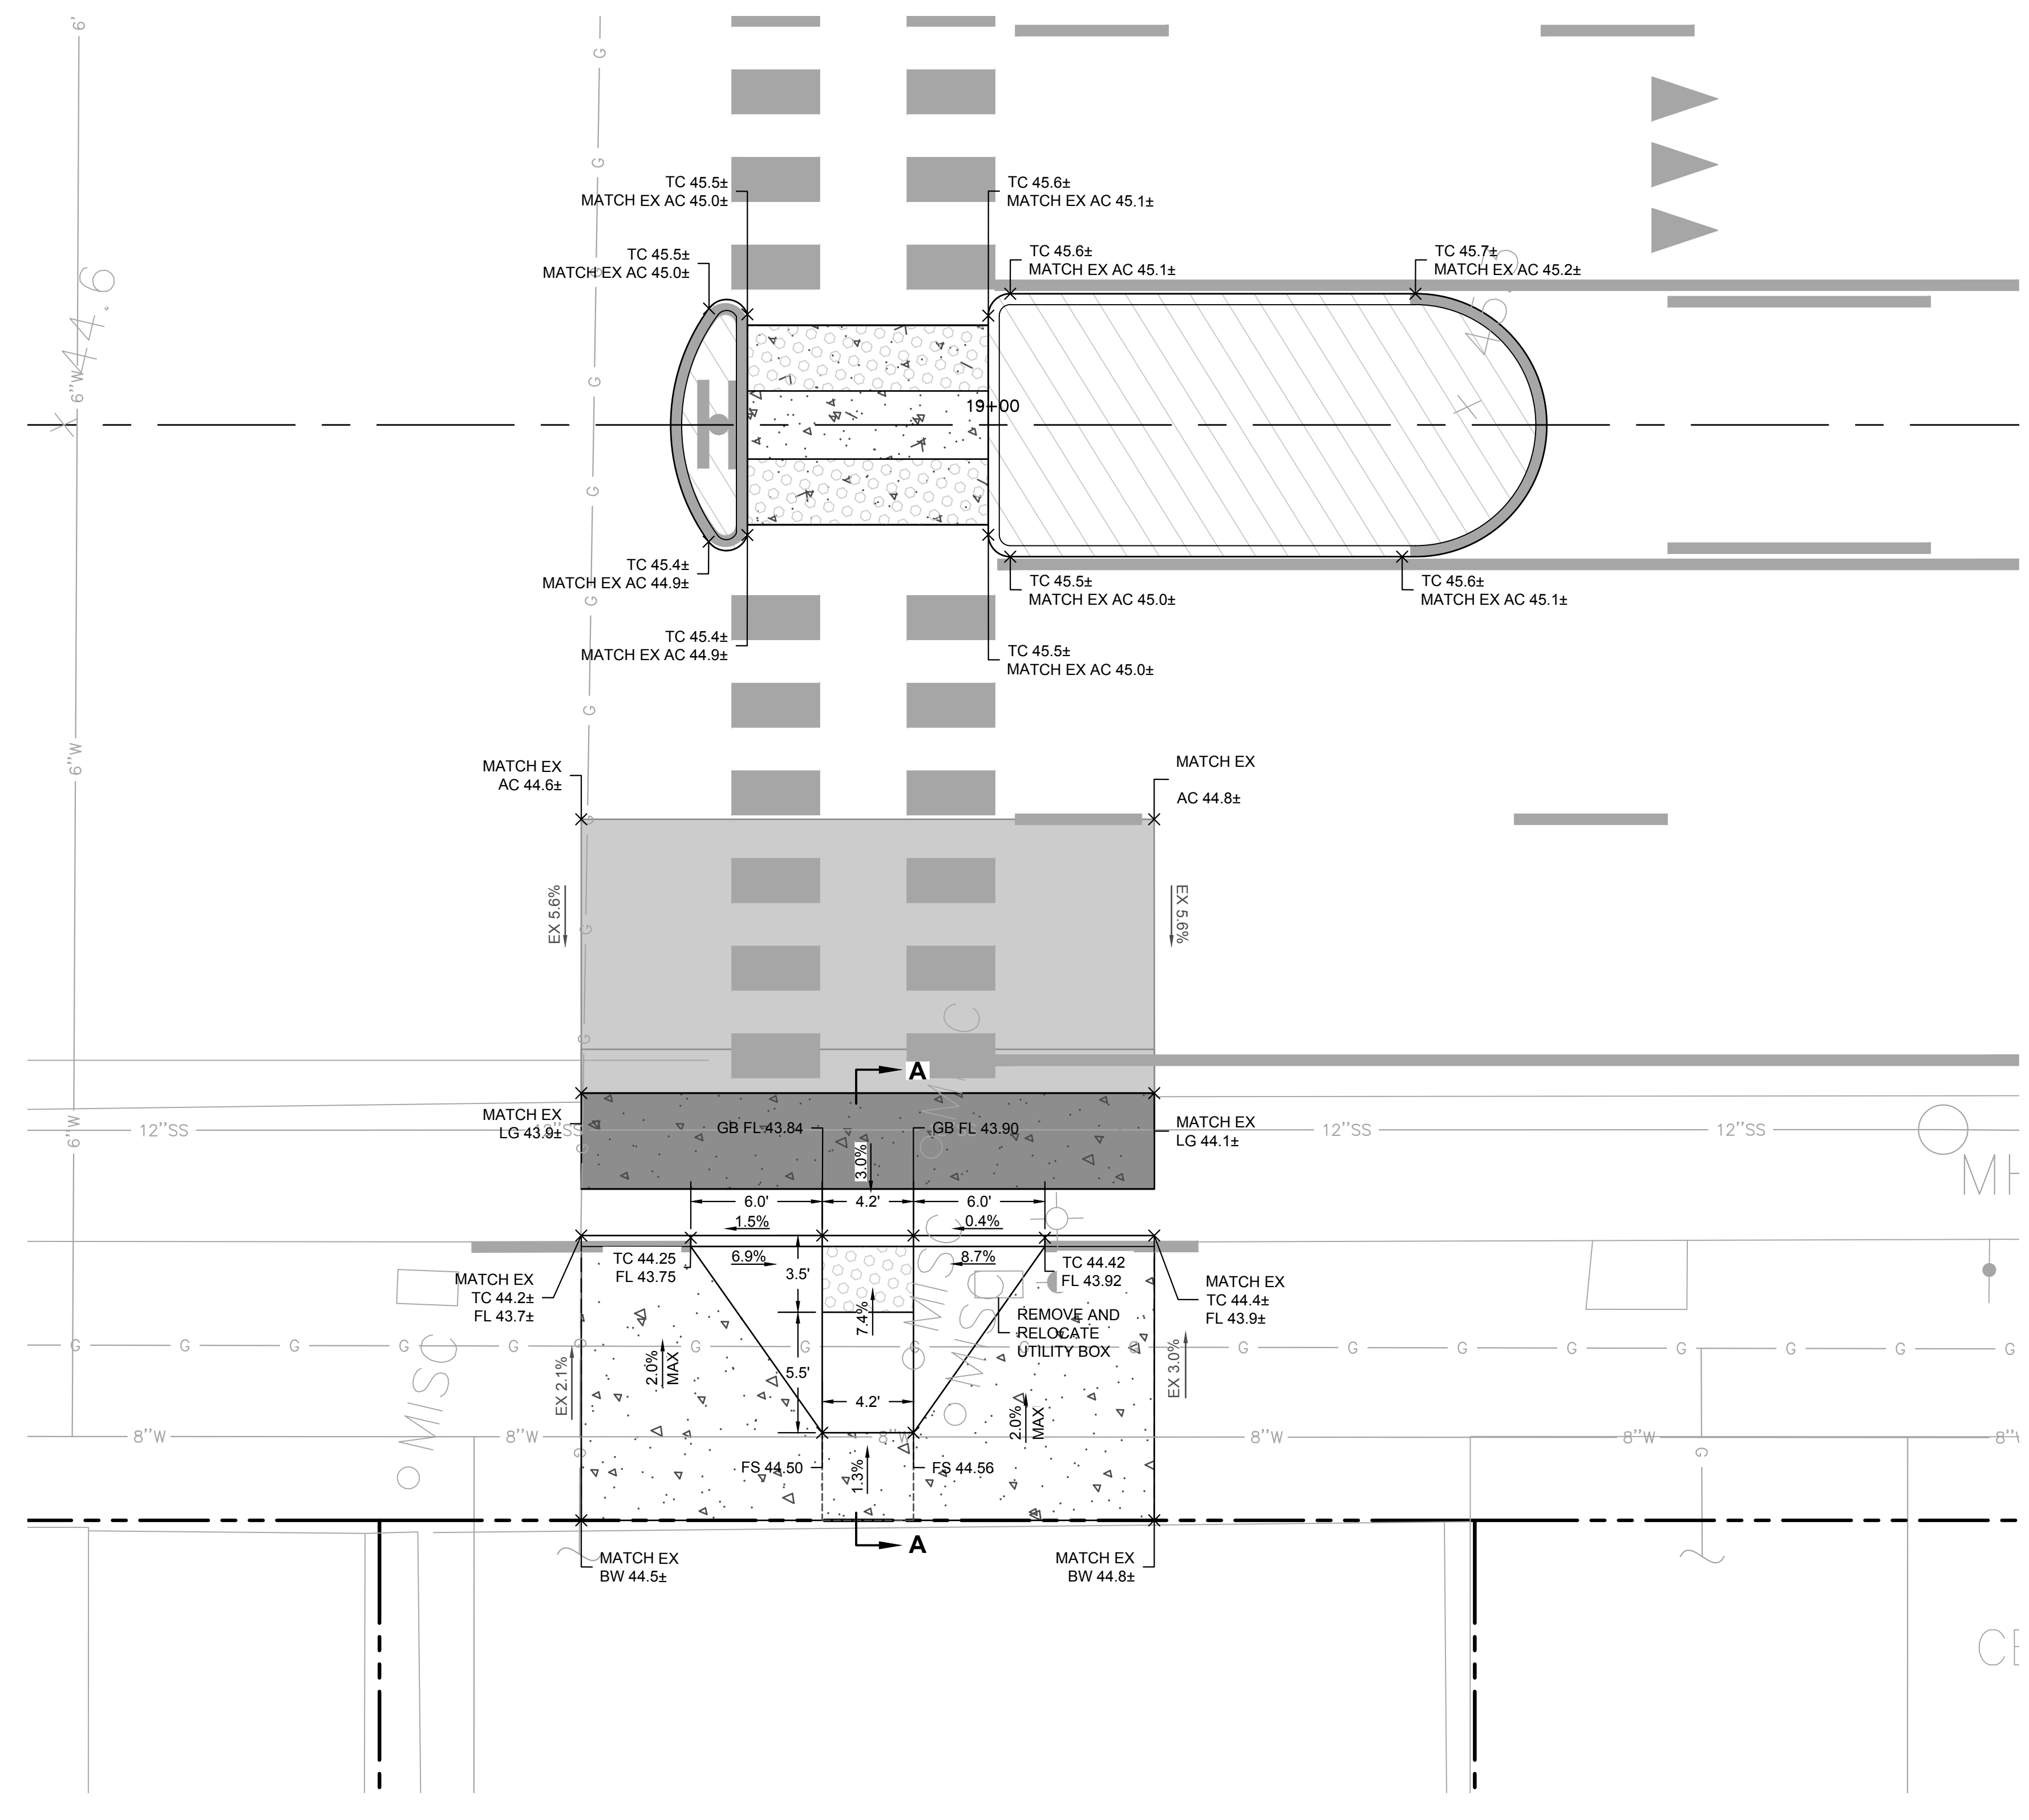 6'
G
G
TC 45.5±
MATCH EX AC 45.0±
TC 45.6±
MATCH EX AC 45.1±
TC 45.5±
MATCH EX AC 45.0±
TC 45.6±
MATCH EX AC 45.1±
TC 45.7±
MATCH EX AC 45.2±
G
44.6
45.3
6"W
G
19+00
G
TC 45.4±
MATCH EX AC 44.9±
TC 45.5±
MATCH EX AC 45.0±
TC 45.6±
MATCH EX AC 45.1±
G
TC 45.4±
MATCH EX AC 44.9±
TC 45.5±
MATCH EX AC 45.0±
G
6"W
MATCH EX
AC 44.6±
MATCH EX
AC 44.8±
G
EX 5.6%
EX 5.6%
G
G
MISC
A
MATCH EX
LG 43.9±
GB FL 43.84
GB FL 43.90
MATCH EX
LG 44.1±
6"W
12"SS
12"SS
12"SS
12"SS
G
3.0%
MH
6.0'
4.2'
6.0'
1.5%
0.4%
MISC
TC 44.25
FL 43.75
6.9%
3.5'
8.7%
TC 44.42
FL 43.92
MATCH EX
TC 44.2±
FL 43.7±
MATCH EX
TC 44.4±
FL 43.9±
7.4%
REMOVE AND
RELOCATE
UTILITY BOX
MISC
G G G G G G G G G G G G G G G G G G
MISC
EX 2.1%
2.0%
MAX
5.5'
4.2'
2.0%
MAX
EX 3.0%
8"W
8"W
8"W
8"W
8"W
8"W
G
G
FS 44.50
1.3%
FS 44.56
A
MATCH EX
BW 44.5±
MATCH EX
BW 44.8±